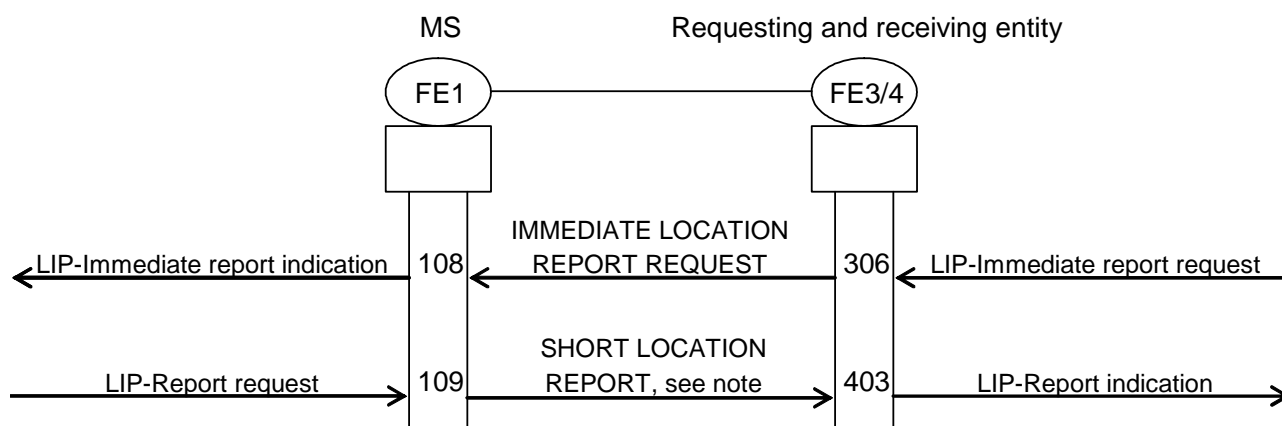 MS
Requesting and receiving entity
FE1
FE3/4
IMMEDIATE LOCATION
LIP-Immediate report indication
108
REPORT REQUEST
306
LIP-Immediate report request
SHORT LOCATION
LIP-Report request
109
REPORT, see note
403
LIP-Report indication